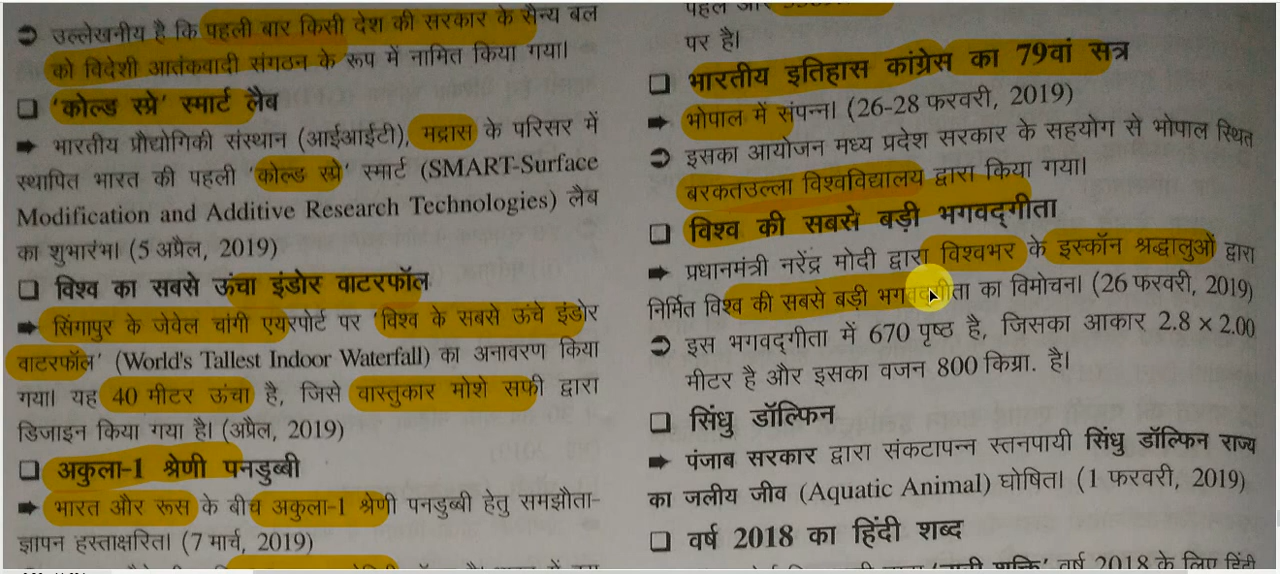 ➲ उल्लेखनीय है कि पहली बार किसी देश की सरकार के सैन्य बल
को विदेशी आतंकवादी संगठन के रूप में नामित किया गया।
❑ 'कोल्ड स्प्रे' स्मार्ट लैब
➡ भारतीय प्रौद्योगिकी संस्थान (आईआईटी), मद्रास के परिसर में
स्थापित भारत की पहली 'कोल्ड स्प्रे' स्मार्ट (SMART-Surface
Modification and Additive Research Technologies) लैब
का शुभारंभ। (5 अप्रैल, 2019)
❑ विश्व का सबसे ऊंचा इंडोर वाटरफॉल
➡ सिंगापुर के जेवेल चांगी एयरपोर्ट पर 'विश्व के सबसे ऊंचे इंडोर
वाटरफॉल' (World's Tallest Indoor Waterfall) का अनावरण किया
गया। यह 40 मीटर ऊंचा है, जिसे वास्तुकार मोशे सफी द्वारा
डिजाइन किया गया है। (अप्रैल, 2019)
❑ अकुला-1 श्रेणी पनडुब्बी
➡ भारत और रूस के बीच अकुला-1 श्रेणी पनडुब्बी हेतु समझौता-
ज्ञापन हस्ताक्षरित। (7 मार्च, 2019)
पर है।
❑ भारतीय इतिहास कांग्रेस का 79वां सत्र
➡ भोपाल में संपन्न। (26-28 फरवरी, 2019)
➲ इसका आयोजन मध्य प्रदेश सरकार के सहयोग से भोपाल स्थित
बरकतउल्ला विश्वविद्यालय द्वारा किया गया।
❑ विश्व की सबसे बड़ी भगवद्गीता
➡ प्रधानमंत्री नरेंद्र मोदी द्वारा विश्वभर के इस्कॉन श्रद्धालुओं द्वारा
निर्मित विश्व की सबसे बड़ी भगवद्गीता का विमोचन। (26 फरवरी, 2019)
➲ इस भगवद्गीता में 670 पृष्ठ है, जिसका आकार 2.8 × 2.00
मीटर है और इसका वजन 800 किग्रा. है।
❑ सिंधु डॉल्फिन
➡ पंजाब सरकार द्वारा संकटापन्न स्तनपायी सिंधु डॉल्फिन राज्य
का जलीय जीव (Aquatic Animal) घोषित। (1 फरवरी, 2019)
❑ वर्ष 2018 का हिंदी शब्द
वर्ष 2018 के लिए हिंदी